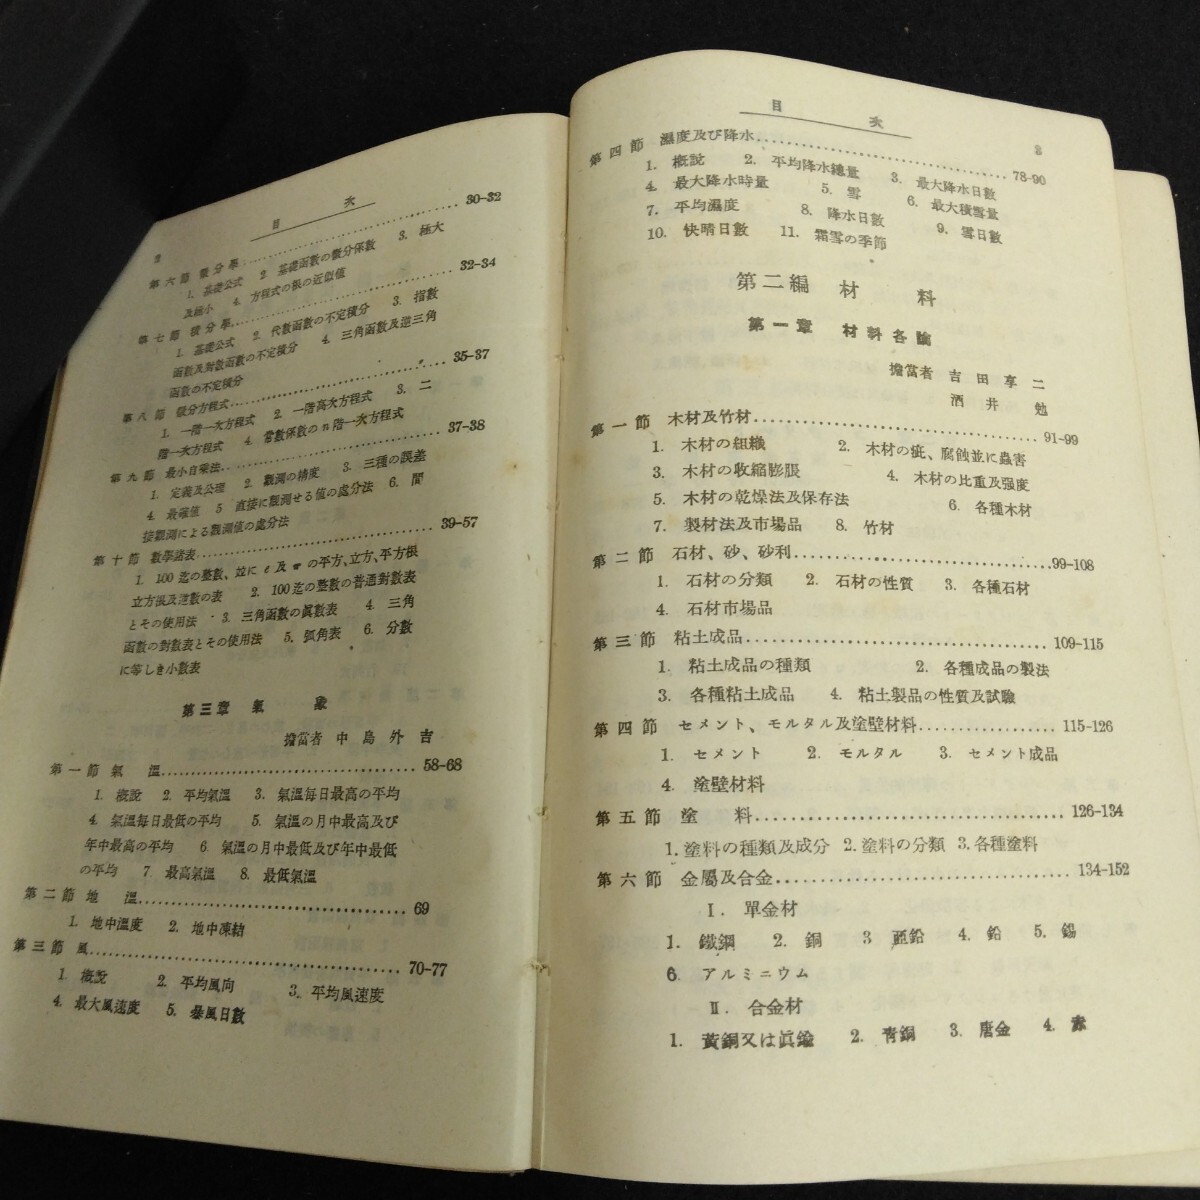 2
目次
第六節 微分學 30-32
1. 基礎公式 2. 基礎函數の微分係數 3. 極大
及極小 4. 方程式の根の近似値
第七節 積分學 32-34
1. 基礎公式 2. 代數函數の不定積分 3. 指數
函數及對數函數の不定積分 4. 三角函數及逆三角
函數の不定積分
第八節 微分方程式 35-37
1. 一階一次方程式 2. 一階高次方程式 3. 二
階一次方程式 4. 常數係數のn階一次方程式
第九節 最小自乘法 37-38
1. 定義及公理 2. 觀測の精度 3. 三種の誤差
4. 最確値 5 直接に觀測せる値の處分法 6. 間
接觀測による觀測値の處分法
第十節 數學諸表 39-57
1. 100迄の整數、並に e 及 π の平方、立方、平方根
立方根及逆數の表 2. 100迄の整數の普通對數表
とその使用法 3. 三角函數の眞數表 4. 三角
函數の對數表とその使用法 5. 弧角表 6. 分數
に等しき小數表
第三章 氣象
擔當者 中島外吉
第一節 氣溫 58-68
1. 概說 2. 平均氣溫 3. 氣溫每日最高の平均
4. 氣溫每日最低の平均 5. 氣溫の月中最高及び
年中最高の平均 6. 氣溫の月中最低及び年中最低
の平均 7. 最高氣溫 8. 最低氣溫
第二節 地溫 69
1. 地中溫度 2. 地中凍結
第三節 風 70-77
1. 概說 2. 平均風向 3. 平均風速度
4. 最大風速度 5. 暴風日數
目次
3
第四節 濕度及び降水 78-90
1. 概說 2. 平均降水總量 3. 最大降水日數
4. 最大降水時量 5. 雪 6. 最大積雪量
7. 平均濕度 8. 降水日數 9. 雪日數
10. 快晴日數 11. 霜雪の季節
第二編 材料
第一章 材料各論
擔當者 吉田享二
酒井勉
第一節 木材及竹材 91-99
1. 木材の組織 2. 木材の疵、腐蝕並に蟲害
3. 木材の收縮膨脹 4. 木材の比重及强度
5. 木材の乾燥法及保存法 6. 各種木材
7. 製材法及市場品 8. 竹材
第二節 石材、砂、砂利 99-108
1. 石材の分類 2. 石材の性質 3. 各種石材
4. 石材市場品
第三節 粘土成品 109-115
1. 粘土成品の種類 2. 各種成品の製法
3. 各種粘土成品 4. 粘土製品の性質及試驗
第四節 セメント、モルタル及塗壁材料 115-126
1. セメント 2. モルタル 3. セメント成品
4. 塗壁材料
第五節 塗料 126-134
1. 塗料の種類及成分 2. 塗料の分類 3. 各種塗料
第六節 金屬及合金 134-152
I. 單金材
1. 鐵鋼 2. 銅 3 亜鉛 4. 鉛 5. 錫
6. アルミニウム
II. 合金材
1. 黃銅又は眞鍮 2. 青銅 3. 唐金 4. 赤